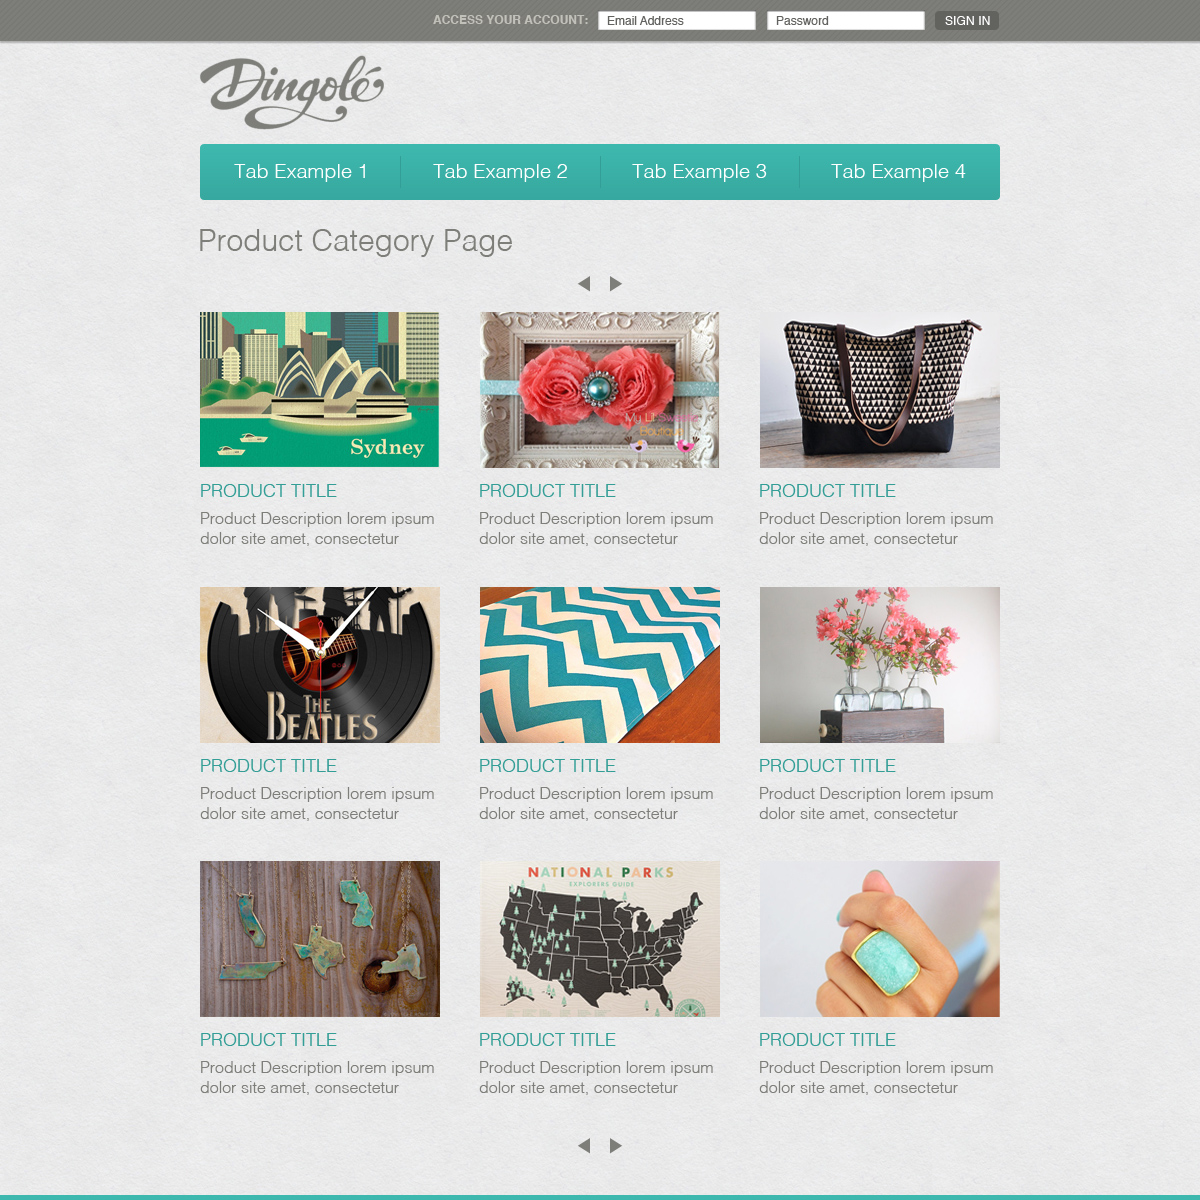 ACCESS YOUR ACCOUNT:
Email Address
Password
SIGN IN
Dingolé
Tab Example 1
Tab Example 2
Tab Example 3
Tab Example 4
Product Category Page
Sydney
My Lil Sweetie
Boutique
PRODUCT TITLE
Product Description lorem ipsum
dolor site amet, consectetur
PRODUCT TITLE
Product Description lorem ipsum
dolor site amet, consectetur
PRODUCT TITLE
Product Description lorem ipsum
dolor site amet, consectetur
THE
BEATLES
PRODUCT TITLE
Product Description lorem ipsum
dolor site amet, consectetur
PRODUCT TITLE
Product Description lorem ipsum
dolor site amet, consectetur
PRODUCT TITLE
Product Description lorem ipsum
dolor site amet, consectetur
NATIONAL PARKS
EXPLORERS GUIDE
PRODUCT TITLE
Product Description lorem ipsum
dolor site amet, consectetur
PRODUCT TITLE
Product Description lorem ipsum
dolor site amet, consectetur
PRODUCT TITLE
Product Description lorem ipsum
dolor site amet, consectetur